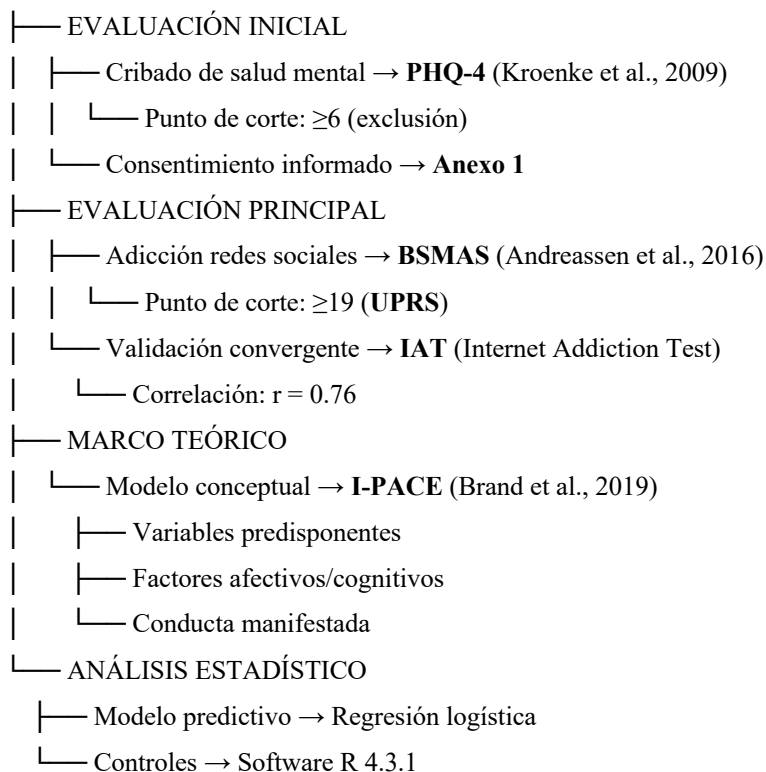 ├── EVALUACIÓN INICIAL
│ ├── Cribado de salud mental → PHQ-4 (Kroenke et al., 2009)
│ │ └── Punto de corte: ≥6 (exclusión)
│ └── Consentimiento informado → Anexo 1
├── EVALUACIÓN PRINCIPAL
│ ├── Adicción redes sociales → BSMAS (Andreassen et al., 2016)
│ │ └── Punto de corte: ≥19 (UPRS)
│ └── Validación convergente → IAT (Internet Addiction Test)
│ └── Correlación: r = 0.76
├── MARCO TEÓRICO
│ └── Modelo conceptual → I-PACE (Brand et al., 2019)
│ ├── Variables predisponentes
│ ├── Factores afectivos/cognitivos
│ └── Conducta manifestada
└── ANÁLISIS ESTADÍSTICO
├── Modelo predictivo → Regresión logística
└── Controles → Software R 4.3.1